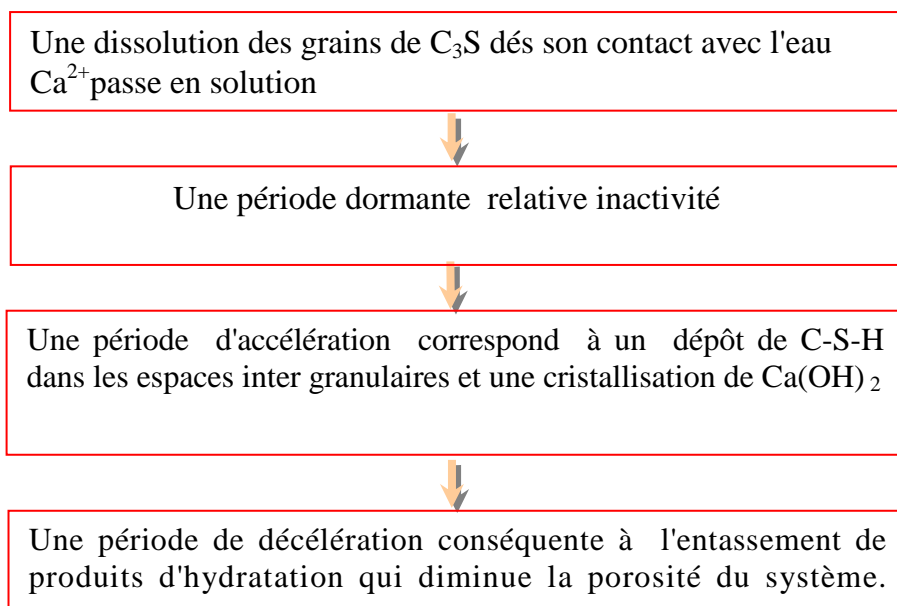 Une dissolution des grains de C₃S dés son contact avec l'eau
Ca²⁺passe en solution
Une période dormante relative inactivité
Une période d'accélération correspond à un dépôt de C-S-H
dans les espaces inter granulaires et une cristallisation de Ca(OH) ₂
Une période de décélération conséquente à l'entassement de
produits d'hydratation qui diminue la porosité du système.